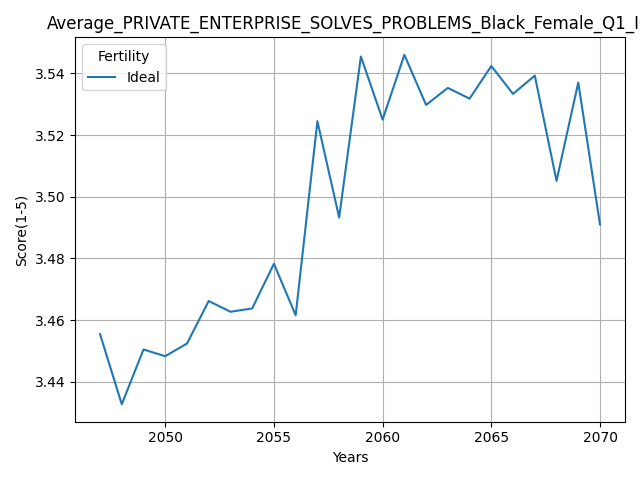 Average_PRIVATE_ENTERPRISE_SOLVES_PROBLEMS_Black_Female_Q1_I
Fertility
Ideal
3.54
3.52
3.50
3.48
3.46
3.44
Score(1-5)
2050 2055 2060 2065 2070
Years